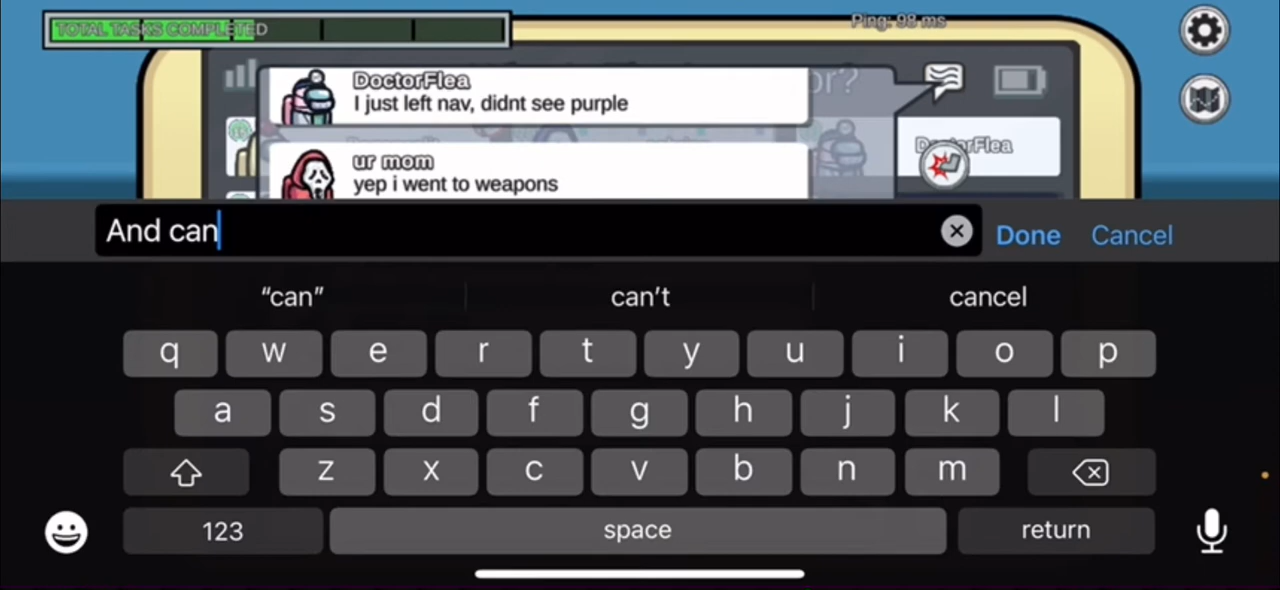 TOTAL TASKS COMPLETED
Ping: 98 ms
or?
DoctorFlea
I just left nav, didnt see purple
DoctorFlea
ur mom
yep i went to weapons
And can
Done
Cancel
“can”
can't
cancel
q w e r t y u i o p
a s d f g h j k l
z x c v b n m
123
space
return